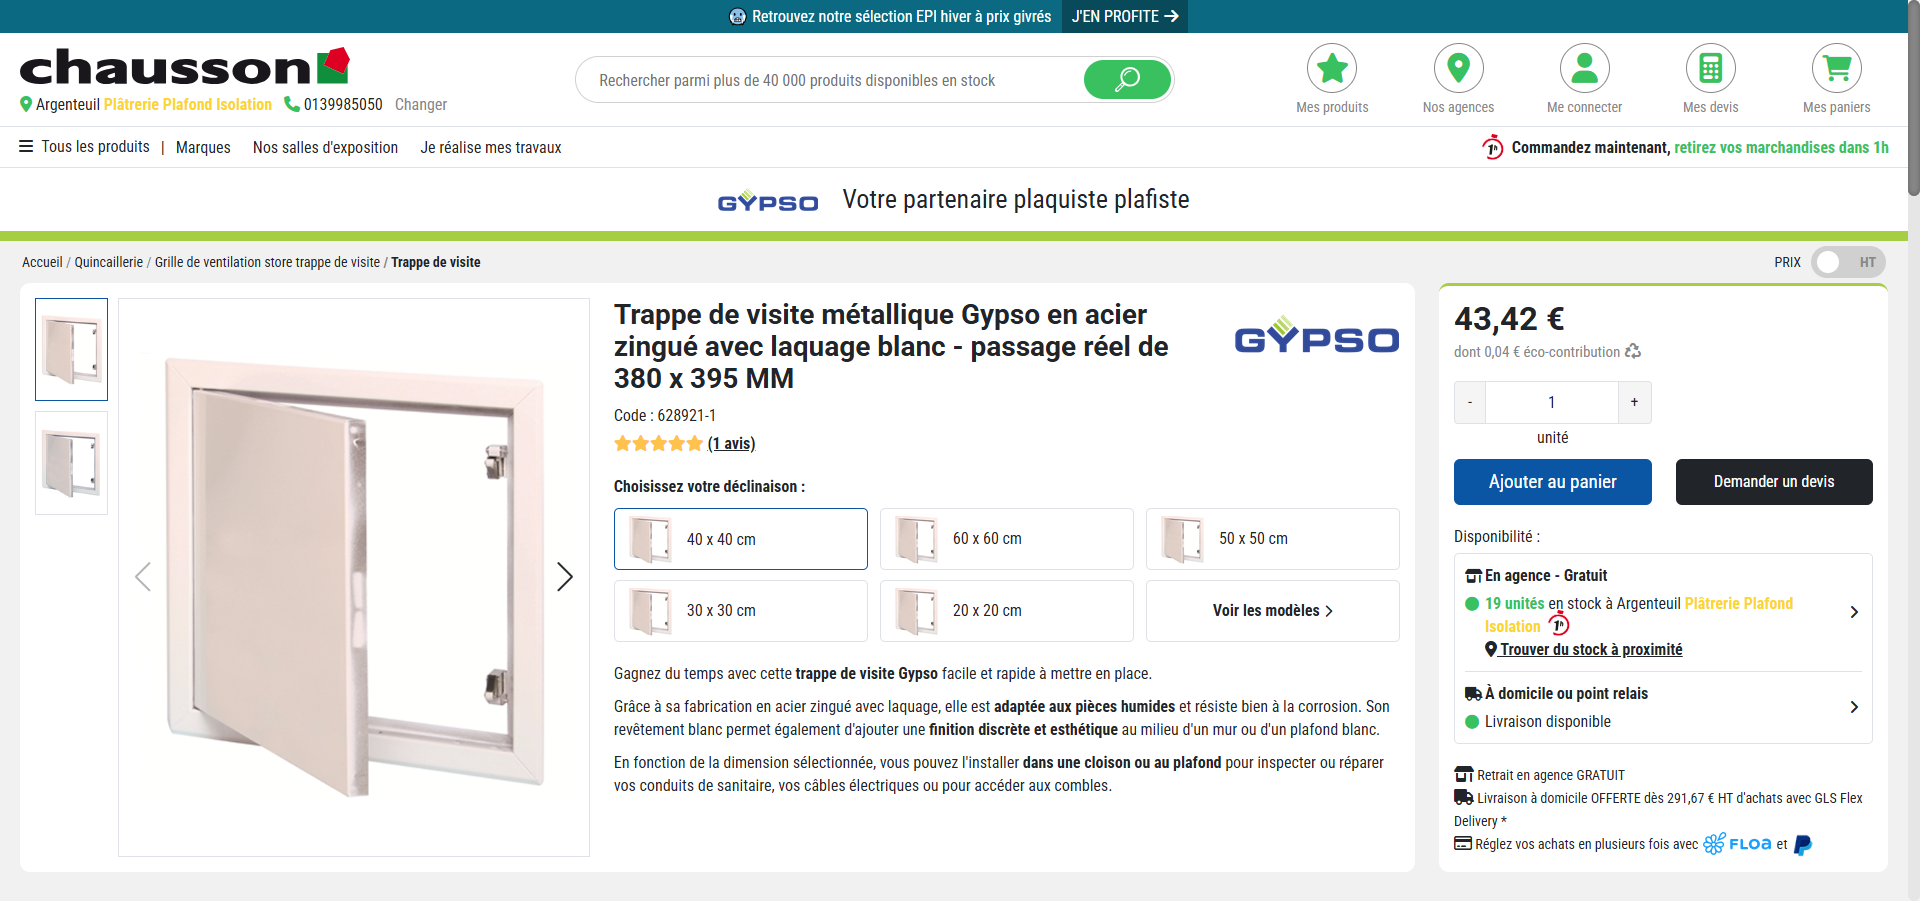 Retrouvez notre sélection EPI hiver à prix givrés J'EN PROFITE
chausson
Argenteuil Plâtrerie Plafond Isolation 0139985050 Changer
Rechercher parmi plus de 40 000 produits disponibles en stock
Mes produits
Nos agences
Me connecter
Mes devis
Mes paniers
Tous les produits | Marques Nos salles d'exposition Je réalise mes travaux
1h Commandez maintenant, retirez vos marchandises dans 1h
GYPSO Votre partenaire plaquiste plafiste
Accueil / Quincaillerie / Grille de ventilation store trappe de visite / Trappe de visite
PRIX HT
Trappe de visite métallique Gypso en acier
zingué avec laquage blanc - passage réel de
380 x 395 MM
GYPSO
Code : 628921-1
(1 avis)
Choisissez votre déclinaison :
40 x 40 cm
60 x 60 cm
50 x 50 cm
30 x 30 cm
20 x 20 cm
Voir les modèles
Gagnez du temps avec cette trappe de visite Gypso facile et rapide à mettre en place.
Grâce à sa fabrication en acier zingué avec laquage, elle est adaptée aux pièces humides et résiste bien à la corrosion. Son
revêtement blanc permet également d'ajouter une finition discrète et esthétique au milieu d'un mur ou d'un plafond blanc.
En fonction de la dimension sélectionnée, vous pouvez l'installer dans une cloison ou au plafond pour inspecter ou réparer
vos conduits de sanitaire, vos câbles électriques ou pour accéder aux combles.
43,42 €
dont 0,04 € éco-contribution
- 1 +
unité
Ajouter au panier
Demander un devis
Disponibilité :
En agence - Gratuit
19 unités en stock à Argenteuil Plâtrerie Plafond
Isolation 1h
Trouver du stock à proximité
À domicile ou point relais
Livraison disponible
Retrait en agence GRATUIT
Livraison à domicile OFFERTE dès 291,67 € HT d'achats avec GLS Flex
Delivery *
Réglez vos achats en plusieurs fois avec FLOA et